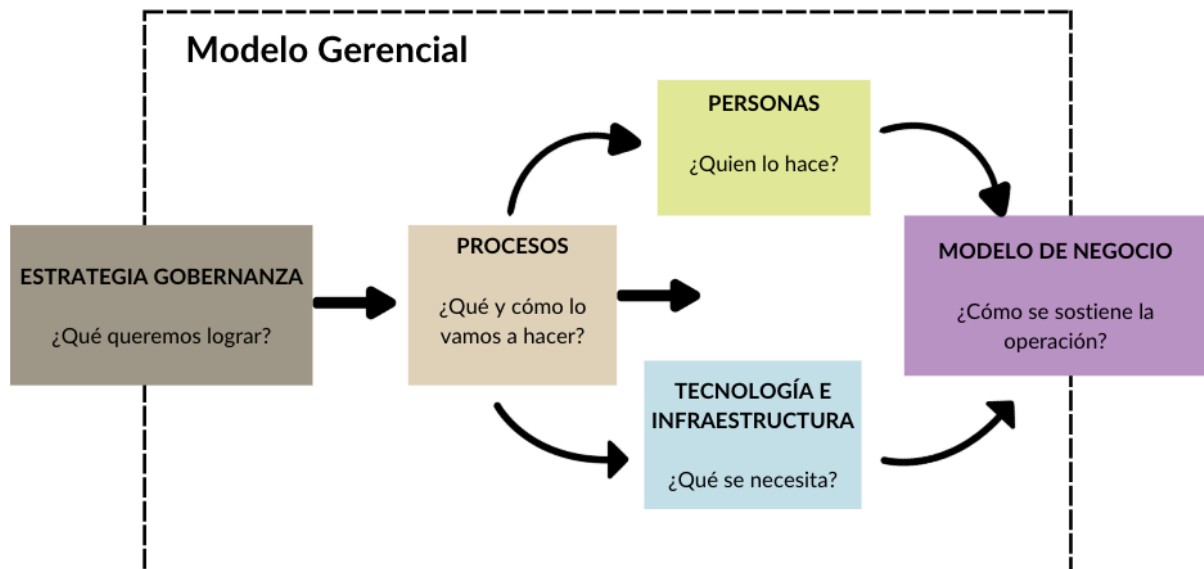 Modelo Gerencial
ESTRATEGIA GOBERNANZA
¿Qué queremos lograr?
PROCESOS
¿Qué y cómo lo
vamos a hacer?
PERSONAS
¿Quien lo hace?
TECNOLOGÍA E
INFRAESTRUCTURA
¿Qué se necesita?
MODELO DE NEGOCIO
¿Cómo se sostiene la
operación?